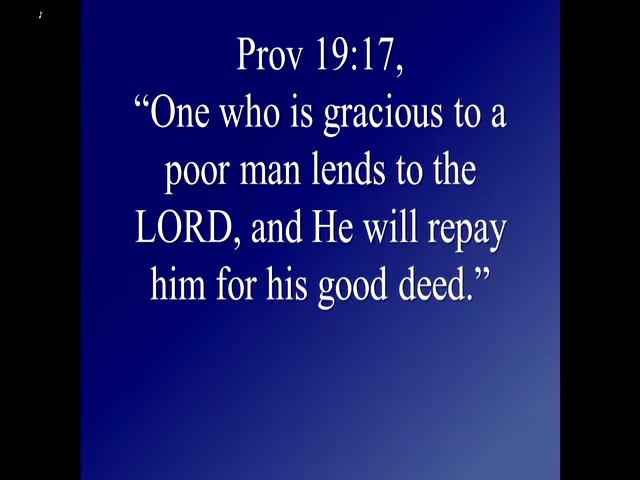 Prov 19:17,
“One who is gracious to a
poor man lends to the
LORD, and He will repay
him for his good deed.”